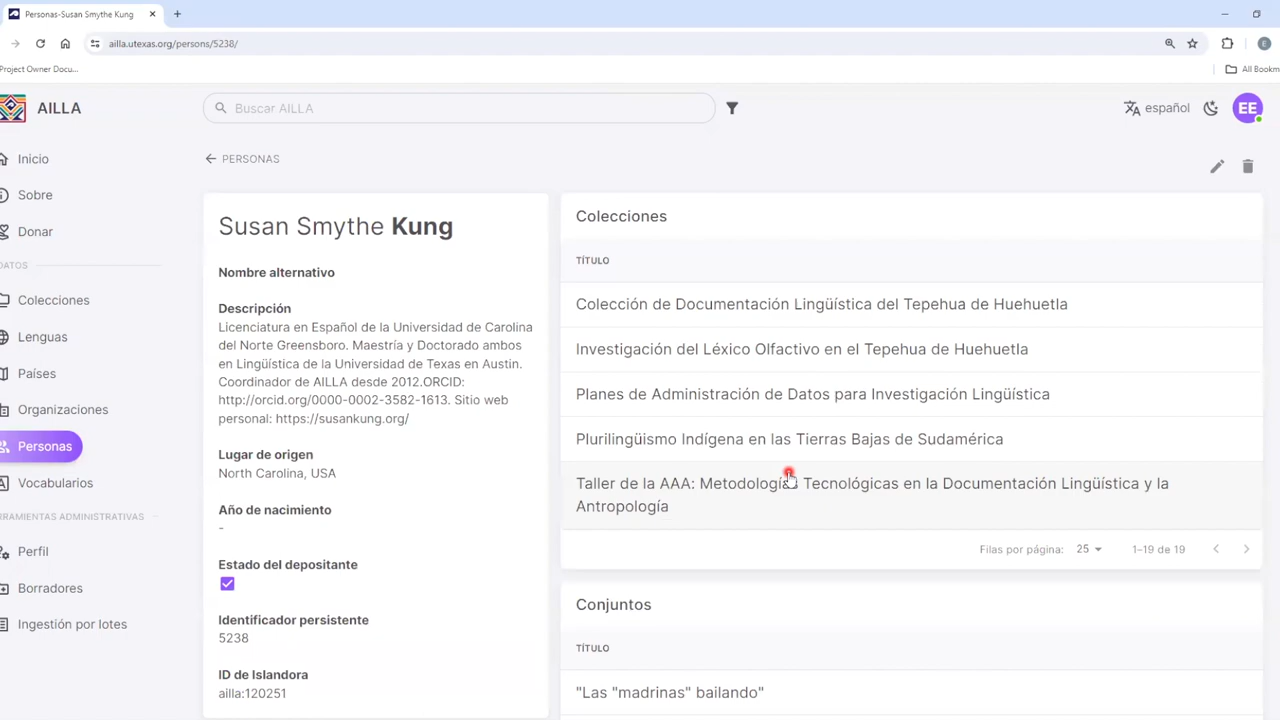 Personas-Susan Smythe Kung
ailla.utexas.org/persons/5238/
Project Owner Docu...
All Bookm
AILLA
Buscar AILLA
español
EE
E
Inicio
Sobre
Donar
DATOS
Colecciones
Lenguas
Países
Organizaciones
Personas
Vocabularios
RRAMIENTAS ADMINISTRATIVAS
Perfil
Borradores
Ingestión por lotes
PERSONAS
Susan Smythe Kung
Nombre alternativo
Descripción
Licenciatura en Español de la Universidad de Carolina
del Norte Greensboro. Maestría y Doctorado ambos
en Lingüística de la Universidad de Texas en Austin.
Coordinador de AILLA desde 2012.ORCID:
http://orcid.org/0000-0002-3582-1613. Sitio web
personal: https://susankung.org/
Lugar de origen
North Carolina, USA
Año de nacimiento
-
Estado del depositante
Identificador persistente
5238
ID de Islandora
ailla:120251
Colecciones
TÍTULO
Colección de Documentación Lingüística del Tepehua de Huehuetla
Investigación del Léxico Olfactivo en el Tepehua de Huehuetla
Planes de Administración de Datos para Investigación Lingüística
Plurilingüismo Indígena en las Tierras Bajas de Sudamérica
Taller de la AAA: Metodologías Tecnológicas en la Documentación Lingüística y la
Antropología
Filas por página: 25 1-19 de 19
Conjuntos
TÍTULO
"Las "madrinas" bailando"